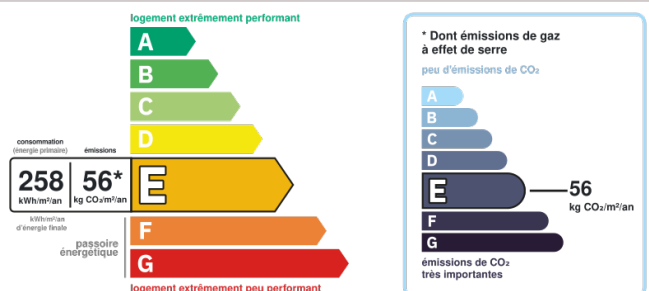 logement extrêmement performant
A
B
C
D
consommation
(énergie primaire)
émissions
258
kWh/m²/an
56*
kg CO₂/m²/an
E
kWh/m²/an
d'énergie finale
passoire
énergétique
F
G
logement extrêmement peu performant
* Dont émissions de gaz
à effet de serre
peu d'émissions de CO₂
A
B
C
D
E
56
kg CO₂/m²/an
F
G
émissions de CO₂
très importantes